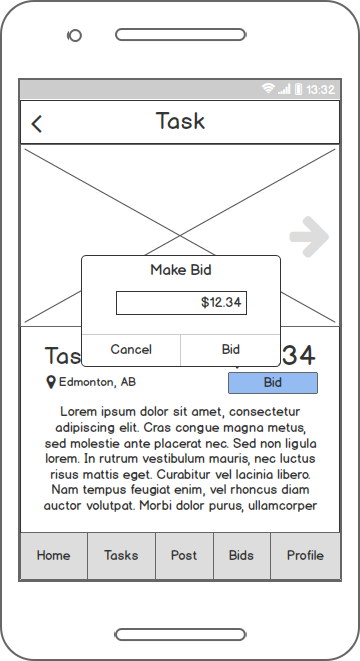 13:32
Task
Make Bid
$12.34
Cancel Bid
Tas 34
Edmonton, AB
Bid
Lorem ipsum dolor sit amet, consectetur
adipiscing elit. Cras congue magna metus,
sed molestie ante placerat nec. Sed non ligula
lorem. In rutrum vestibulum mauris, nec luctus
risus mattis eget. Curabitur vel lacinia libero.
Nam tempus feugiat enim, vel rhoncus diam
auctor volutpat. Morbi dolor purus, ullamcorper
Home Tasks Post Bids Profile